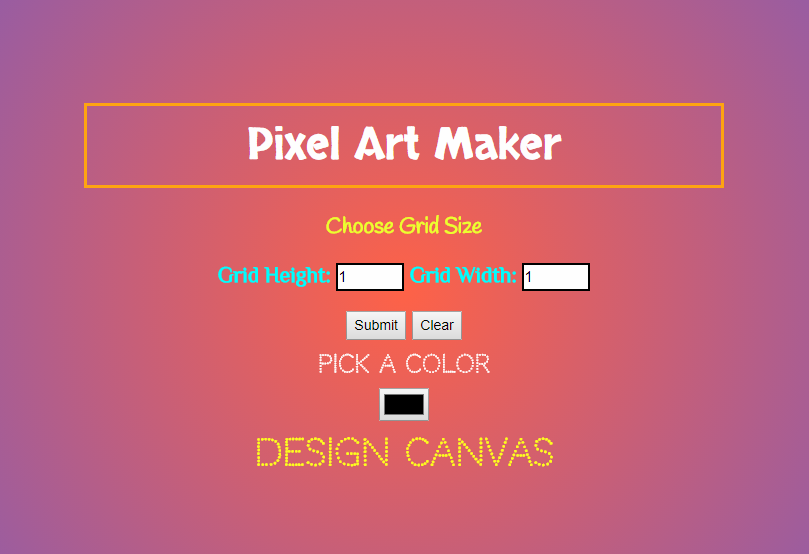 Pixel Art Maker
Choose Grid Size
Grid Height: 1 Grid Width: 1
Submit Clear
PICK A COLOR
DESIGN CANVAS